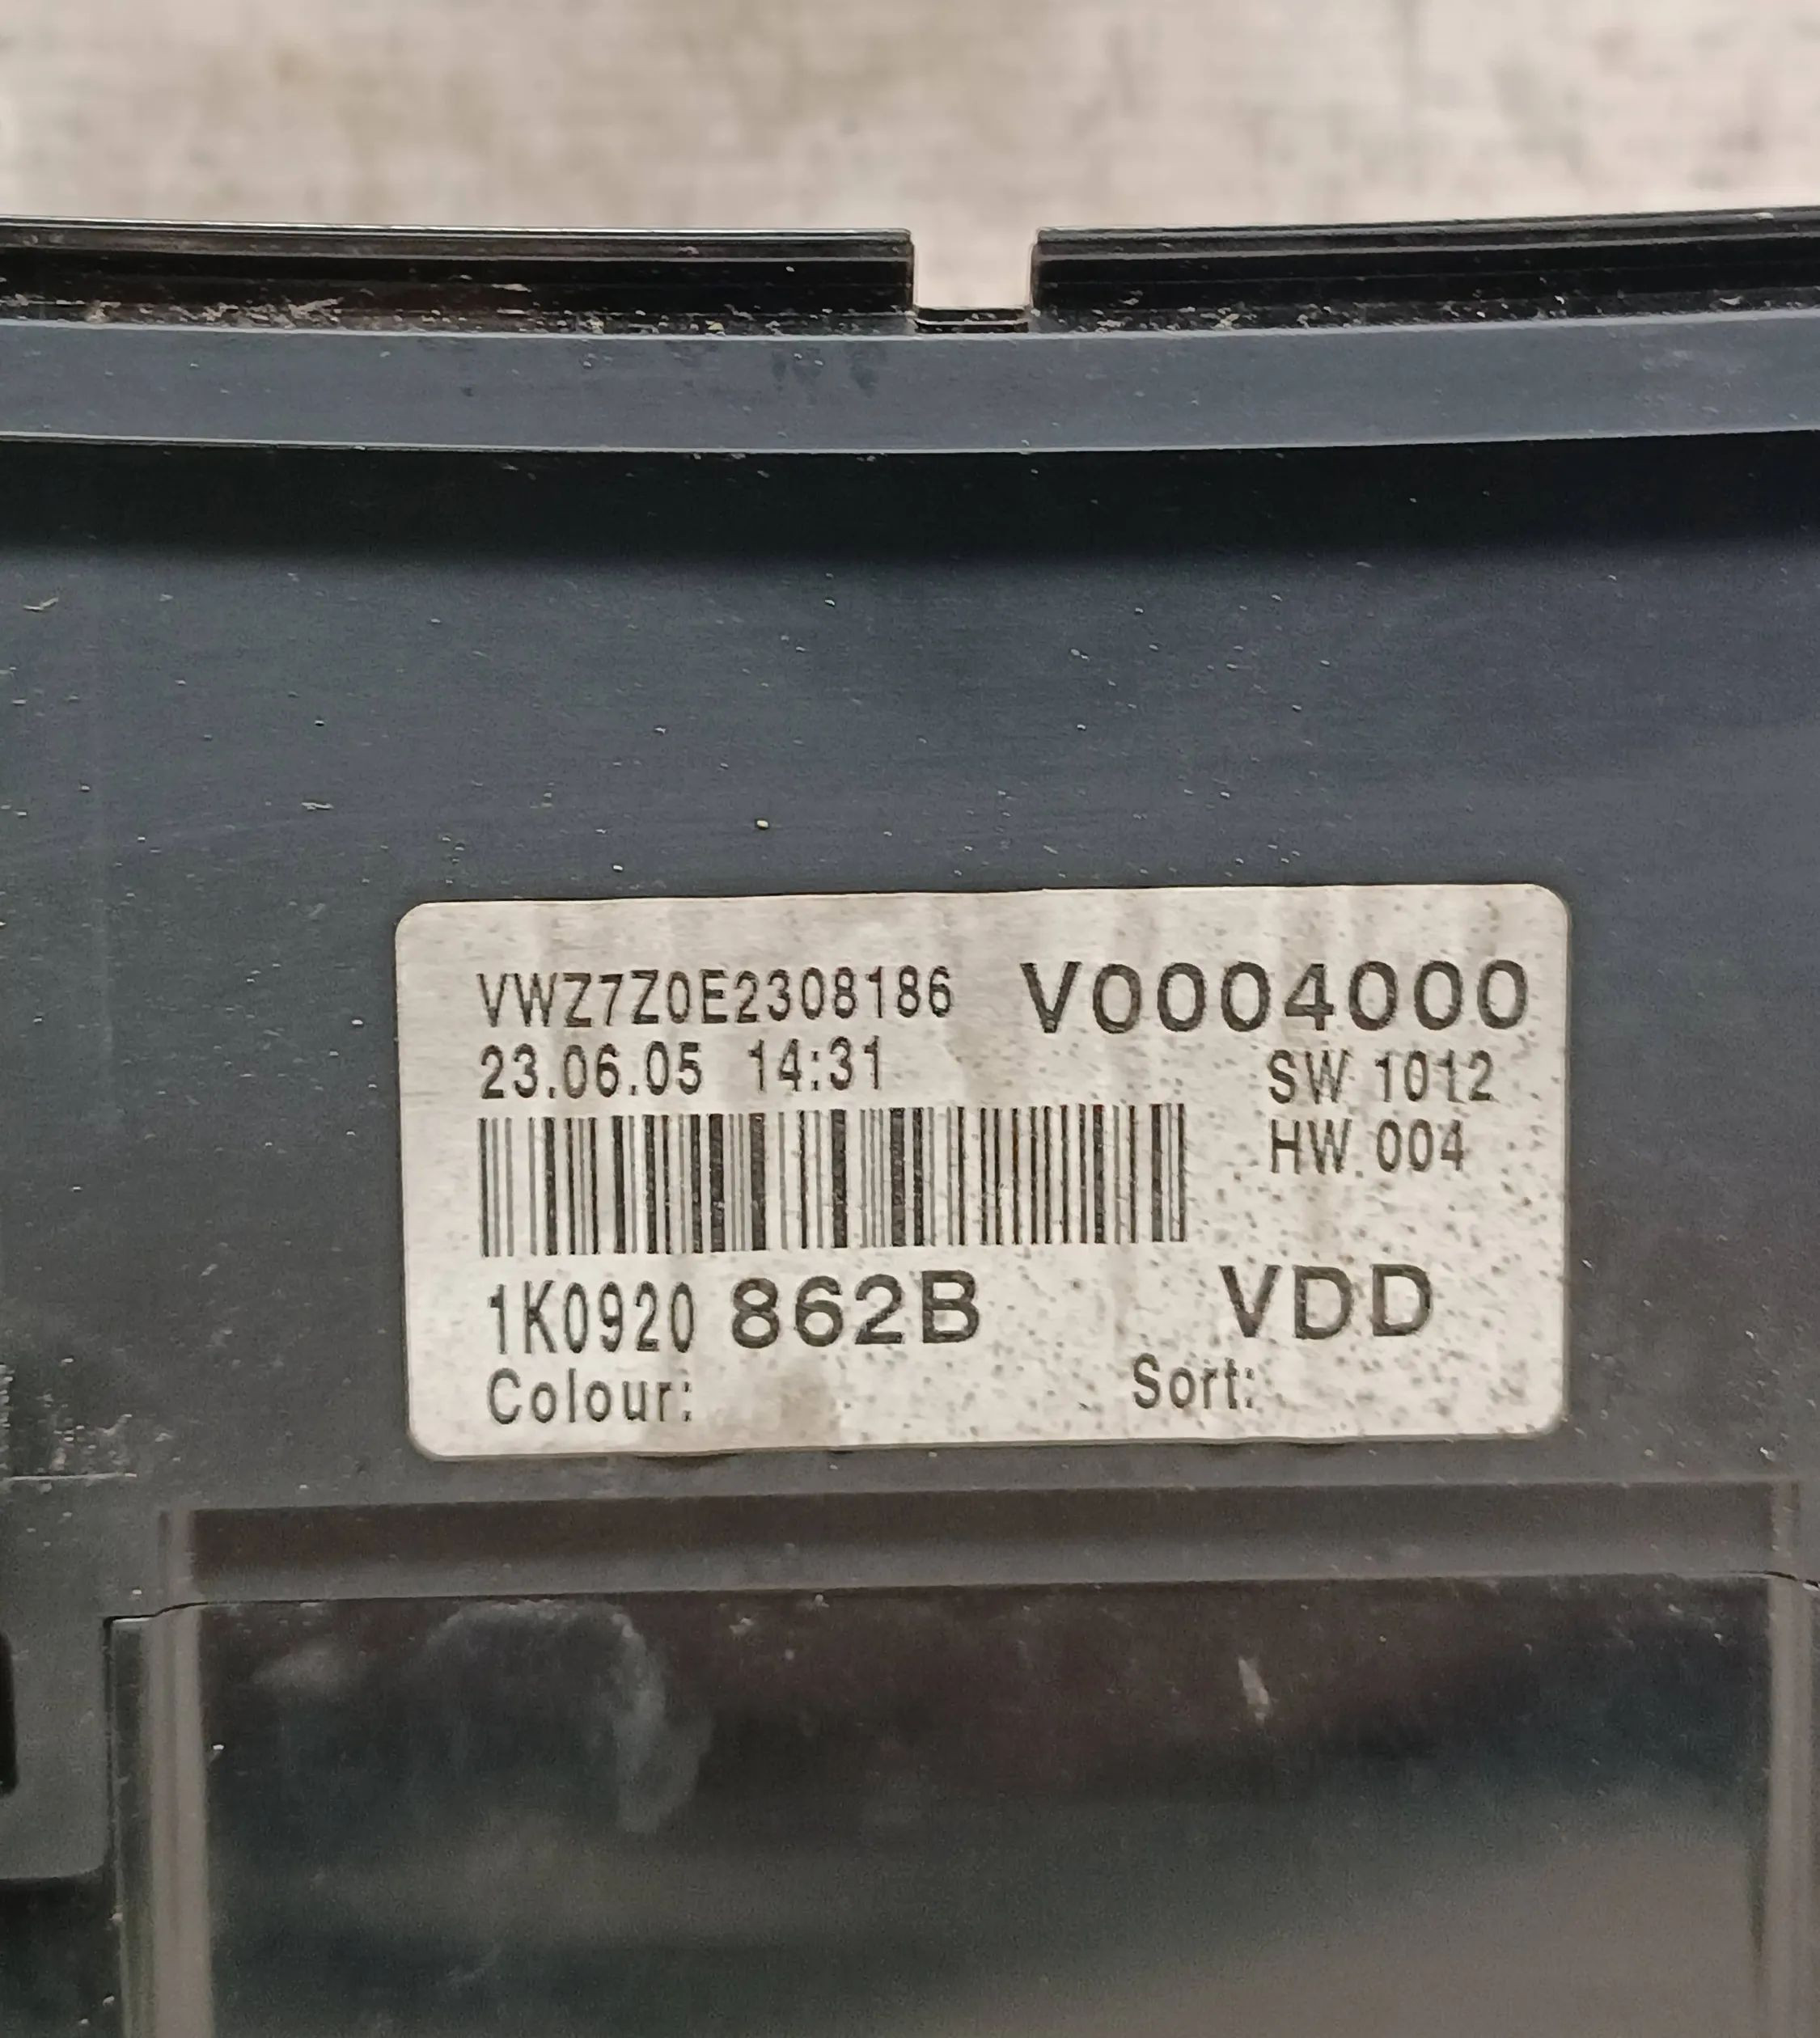 VWZ7Z0E2308186 V0004000
23.06.05 14:31 SW 1012
HW 004
1K0920 862B VDD
Colour: Sort: